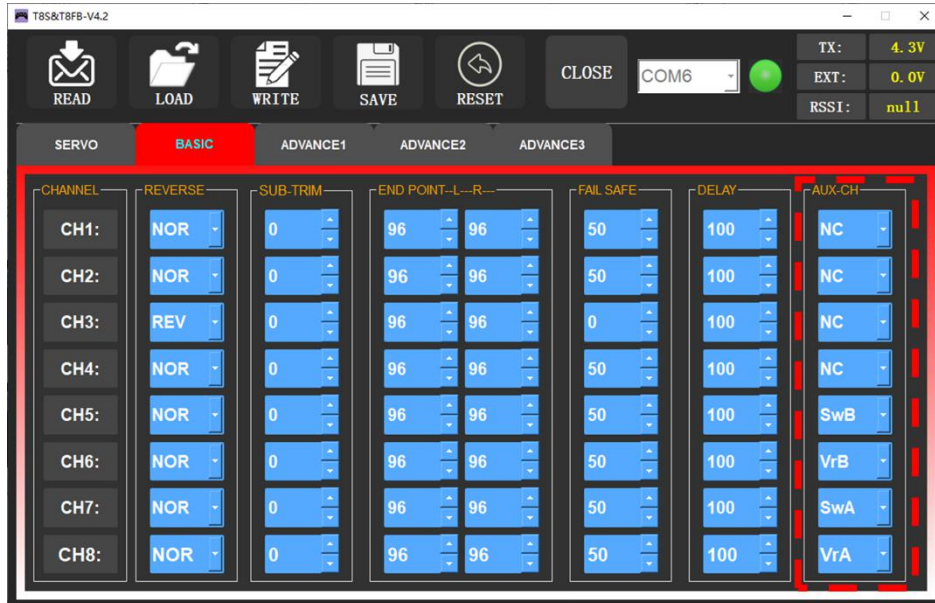 T8S&T8FB-V4.2
READ LOAD WRITE SAVE RESET CLOSE COM6
TX: 4.3V
EXT: 0.0V
RSSI: null
SERVO BASIC ADVANCE1 ADVANCE2 ADVANCE3
CHANNEL REVERSE SUB-TRIM END POINT--L---R--- FAIL SAFE DELAY AUX-CH
CH1: NOR 0 96 96 50 100 NC
CH2: NOR 0 96 96 50 100 NC
CH3: REV 0 96 96 0 100 NC
CH4: NOR 0 96 96 50 100 NC
CH5: NOR 0 96 96 50 100 SwB
CH6: NOR 0 96 96 50 100 VrB
CH7: NOR 0 96 96 50 100 SwA
CH8: NOR 0 96 96 50 100 VrA